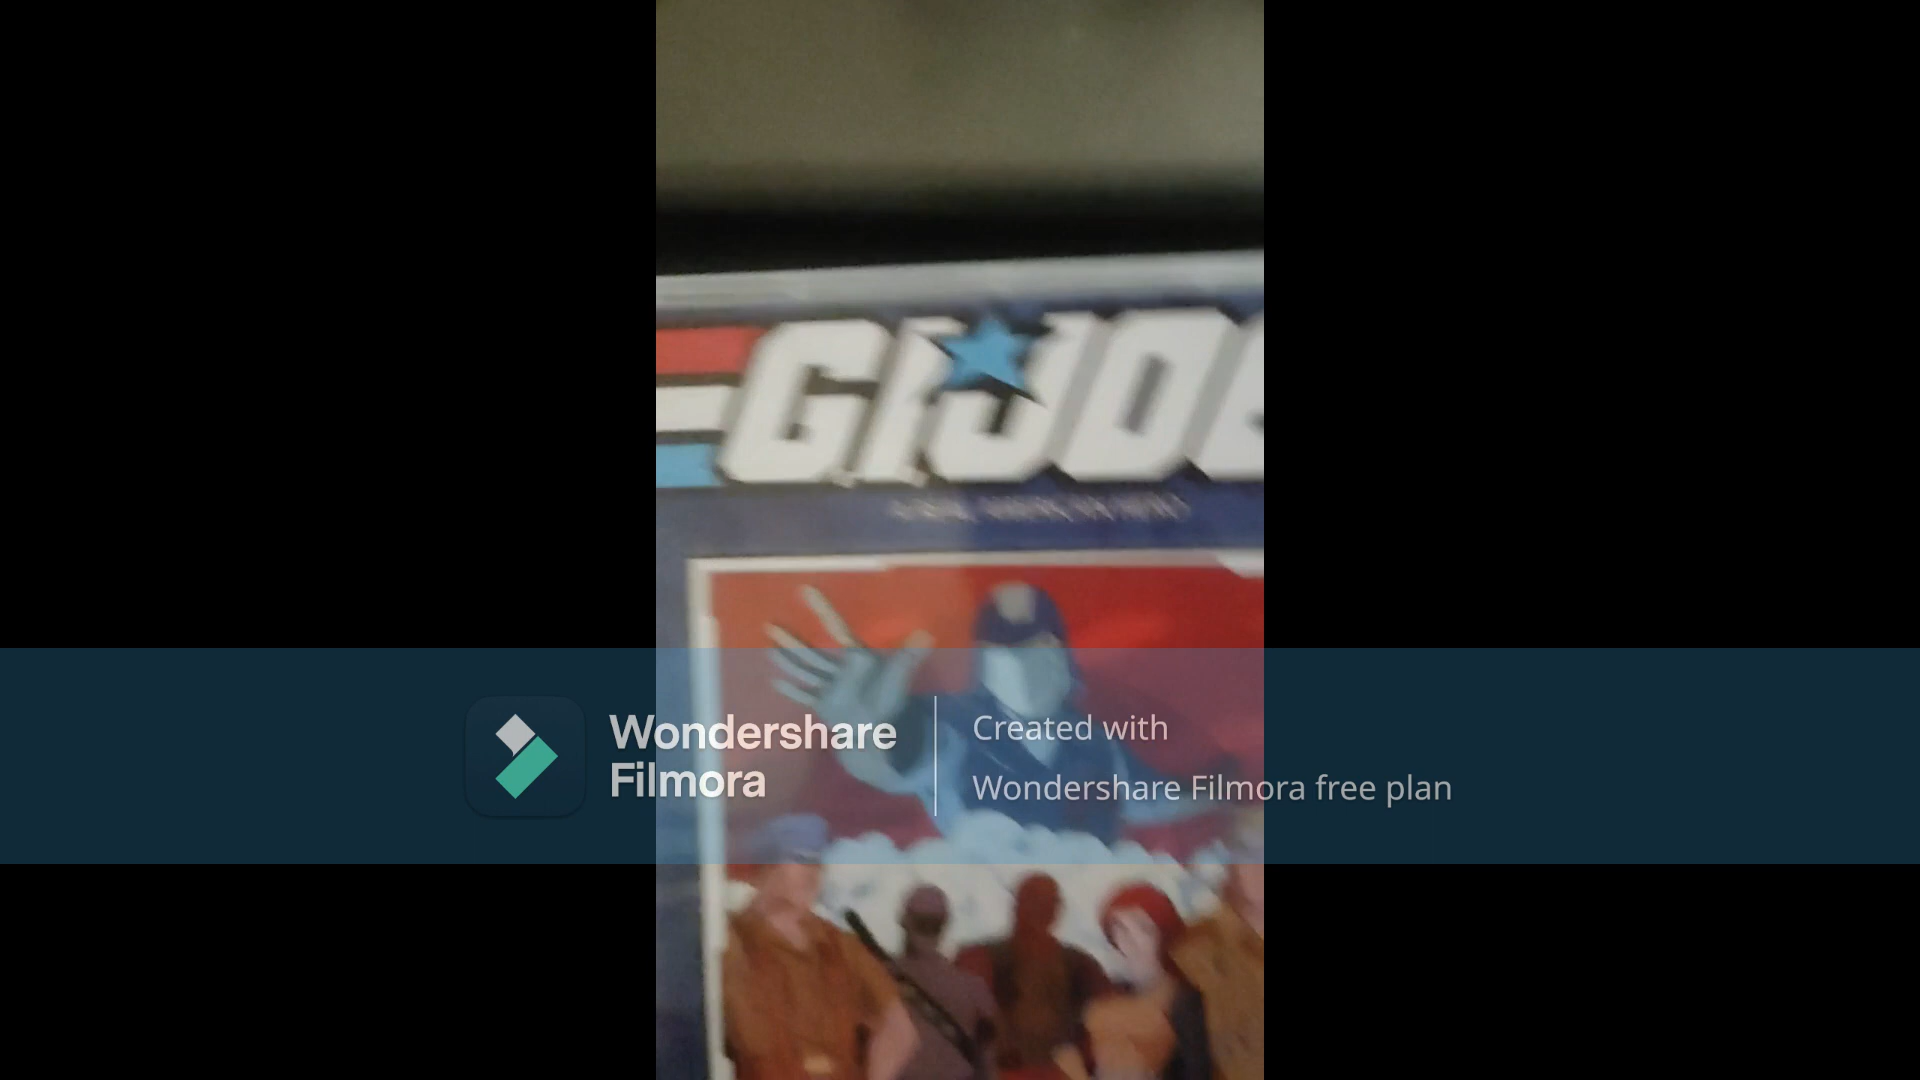 G.I.JOE
Wondershare
Filmora
Created with
Wondershare Filmora free plan